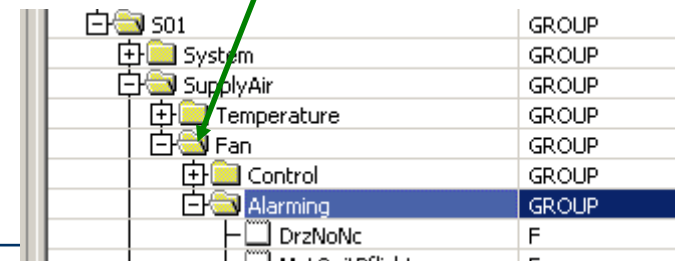 S01 GROUP
System GROUP
SupplyAir GROUP
Temperature GROUP
Fan GROUP
Control GROUP
Alarming GROUP
DrzNoNc F